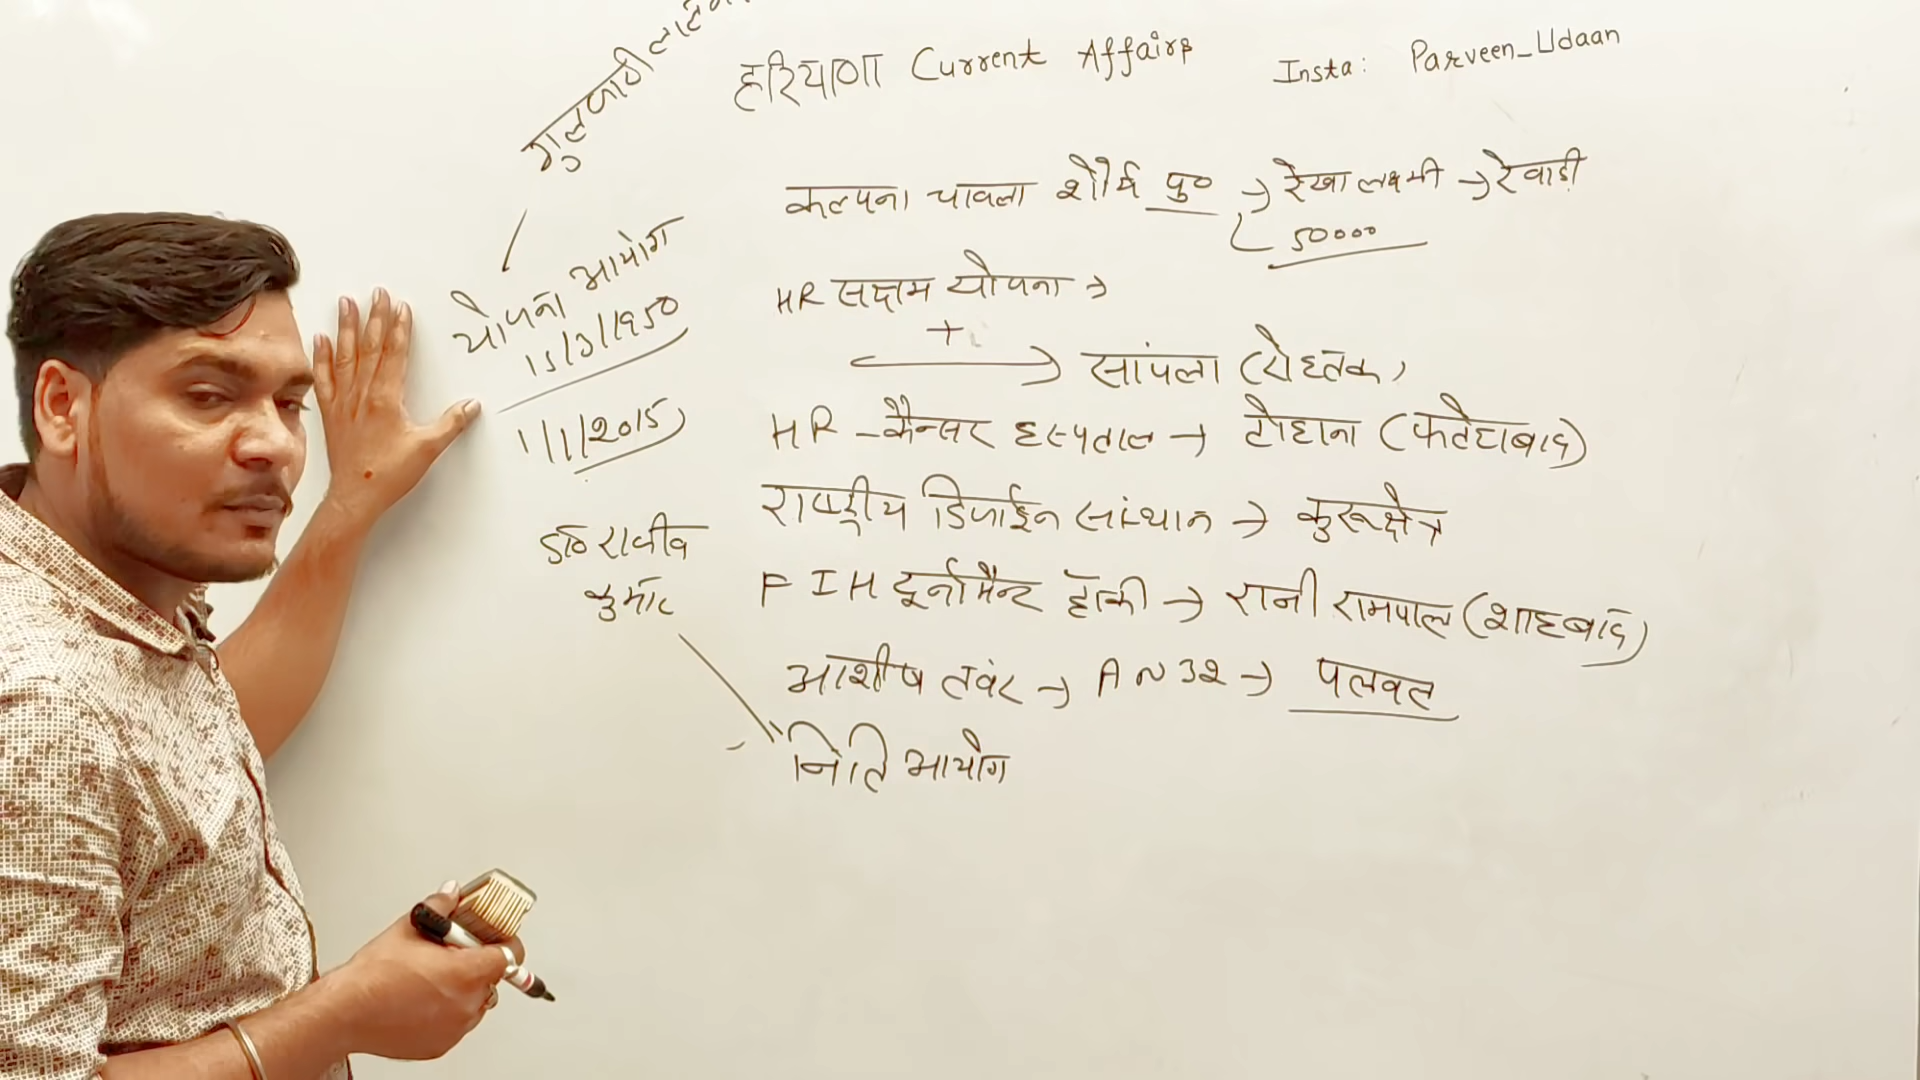 हरियाणा Current Affairs
Insta: Parveen_Udaan
कल्पना चावला शौर्य पु० → रेखा लक्ष्मी → रेवाड़ी
50000
HR सक्षम योजना →
+
→ सांपला (रोहतक)
HR - कैन्सर हस्पताल → टोहाना (फतेहाबाद)
राष्ट्रीय डिजाईन संस्थान → कुरूक्षेत्र
FIH टूर्नामैन्ट हॉकी → रानी रामपाल (शाहबाद)
आशीष तवंर → AN 32 → पलवल
निति आयोग
योजना आयोग
15/3/1950
1/1/2015
डॉ० राजीव
कुमार